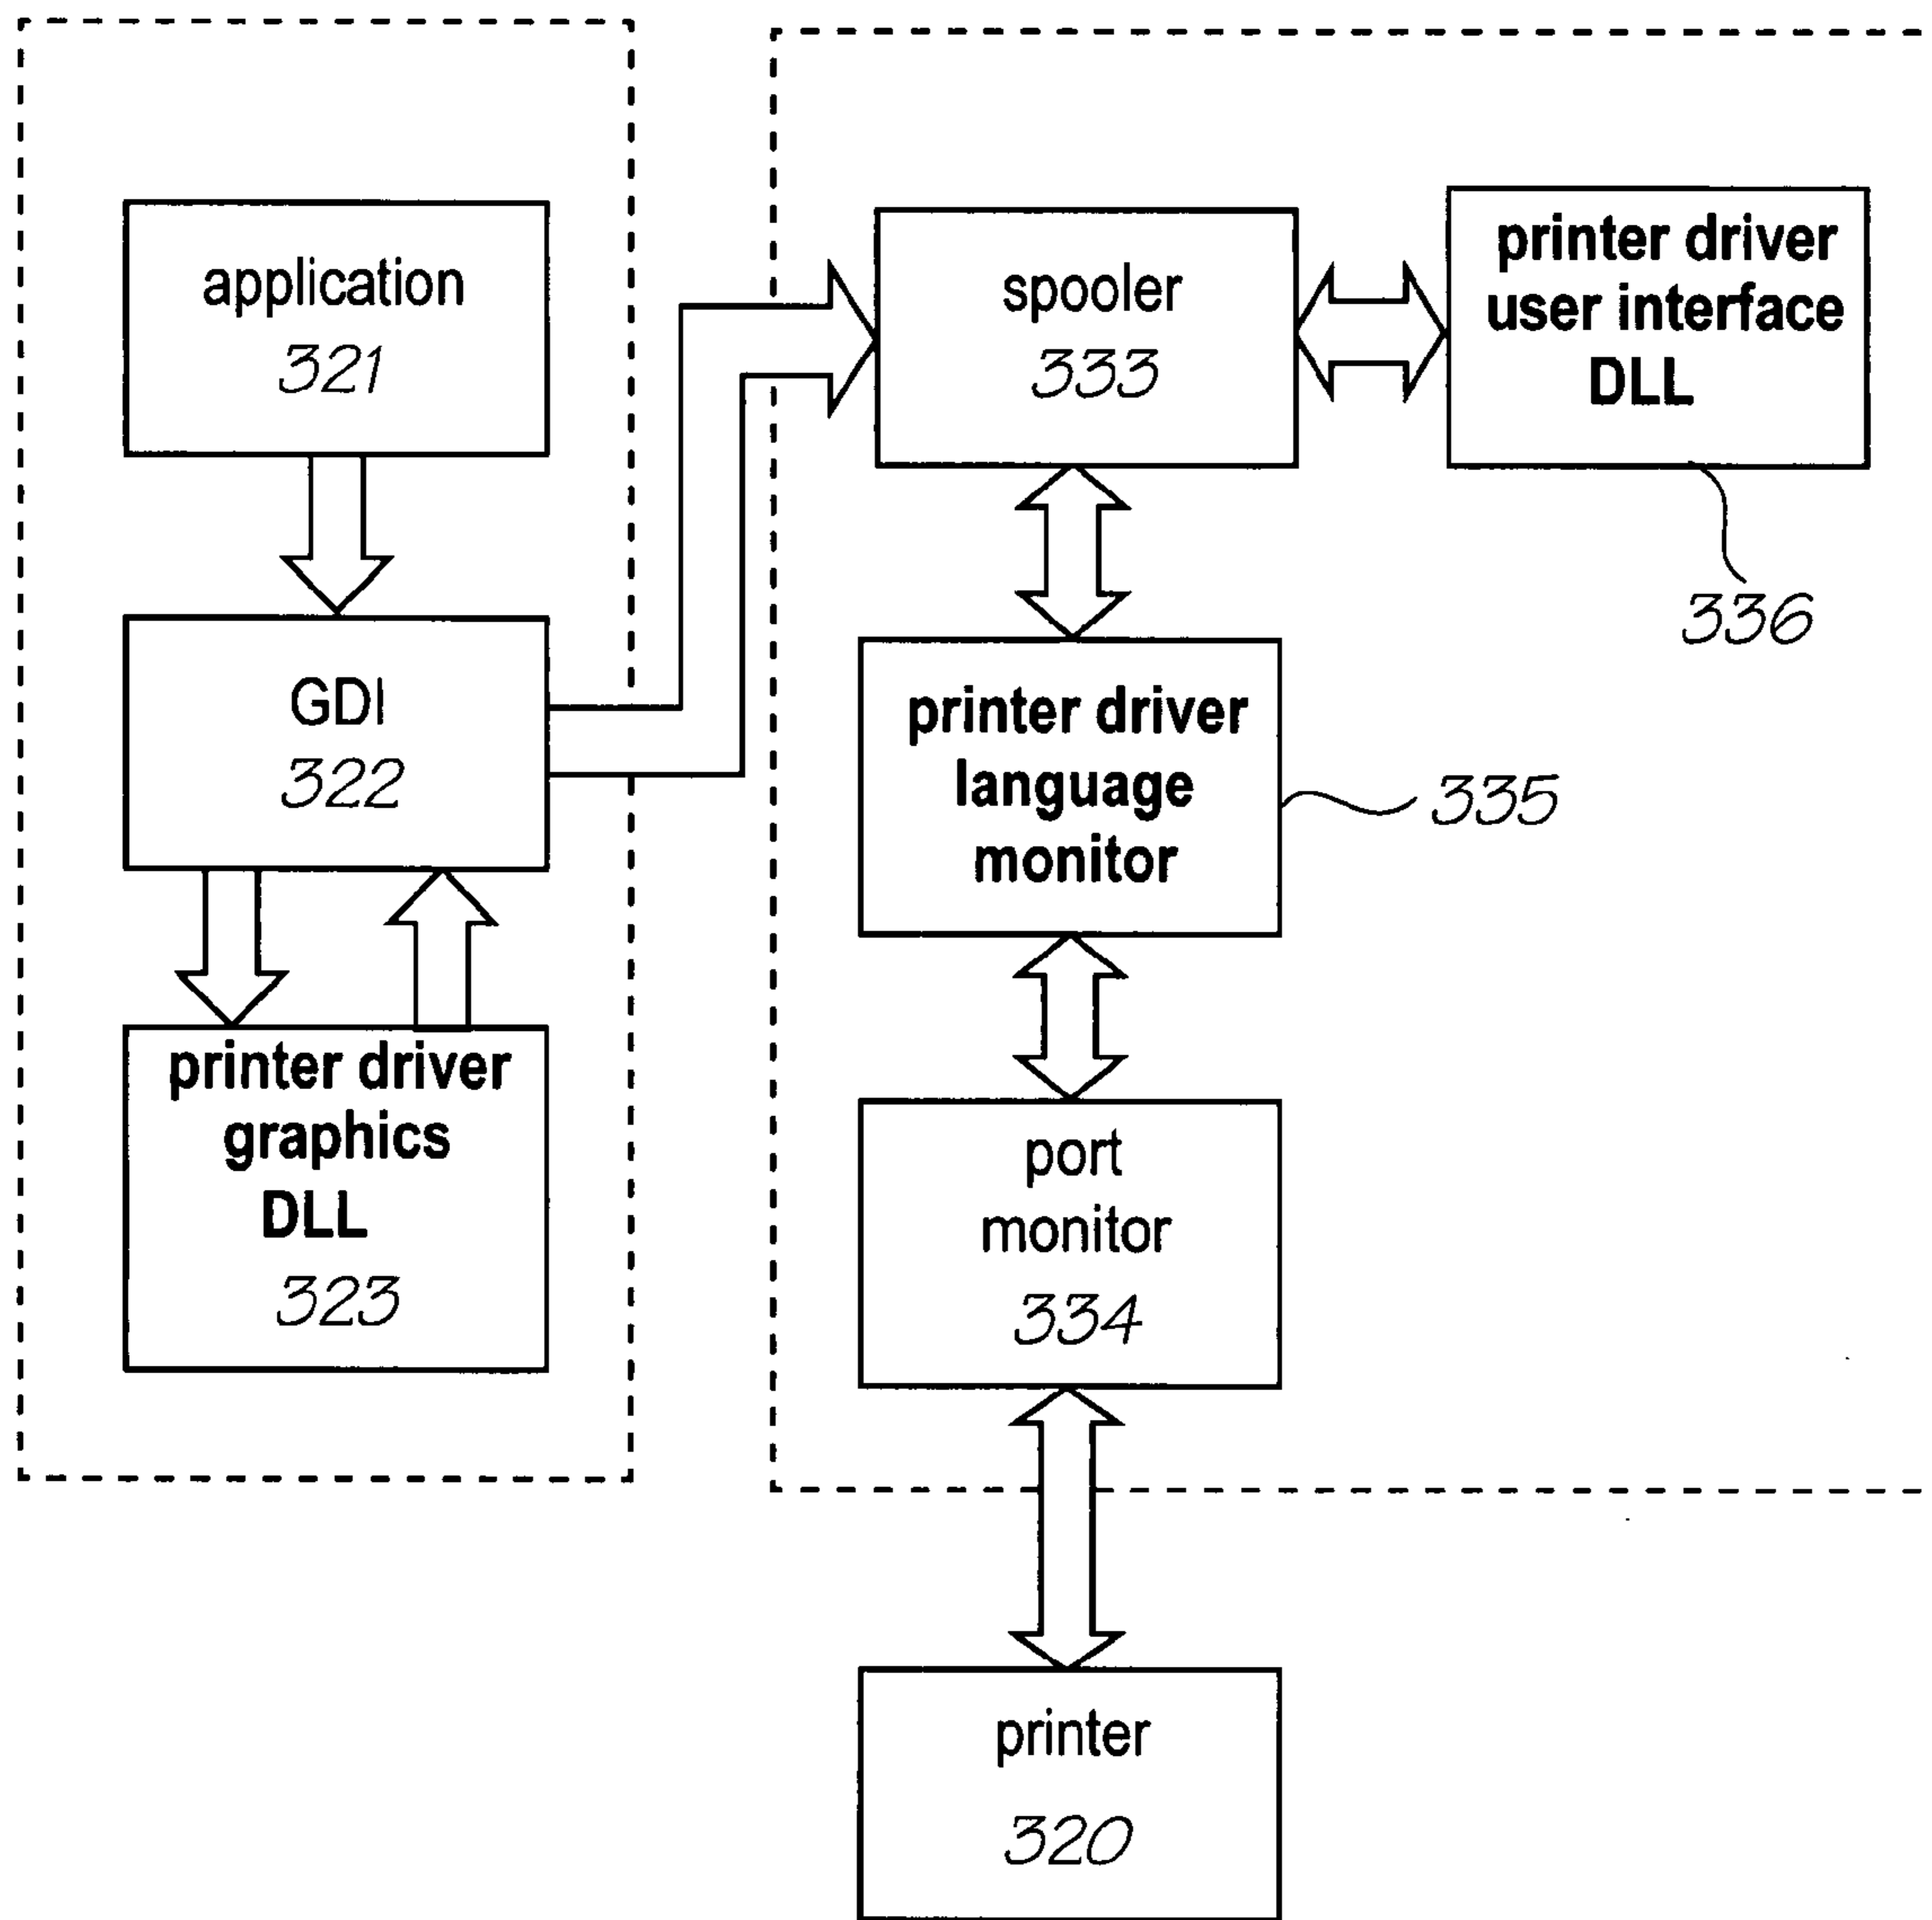 application
321
GDI
322
printer driver
graphics
DLL
323
spooler
333
printer driver
user interface
DLL
336
printer driver
language
monitor
335
port
monitor
334
printer
320